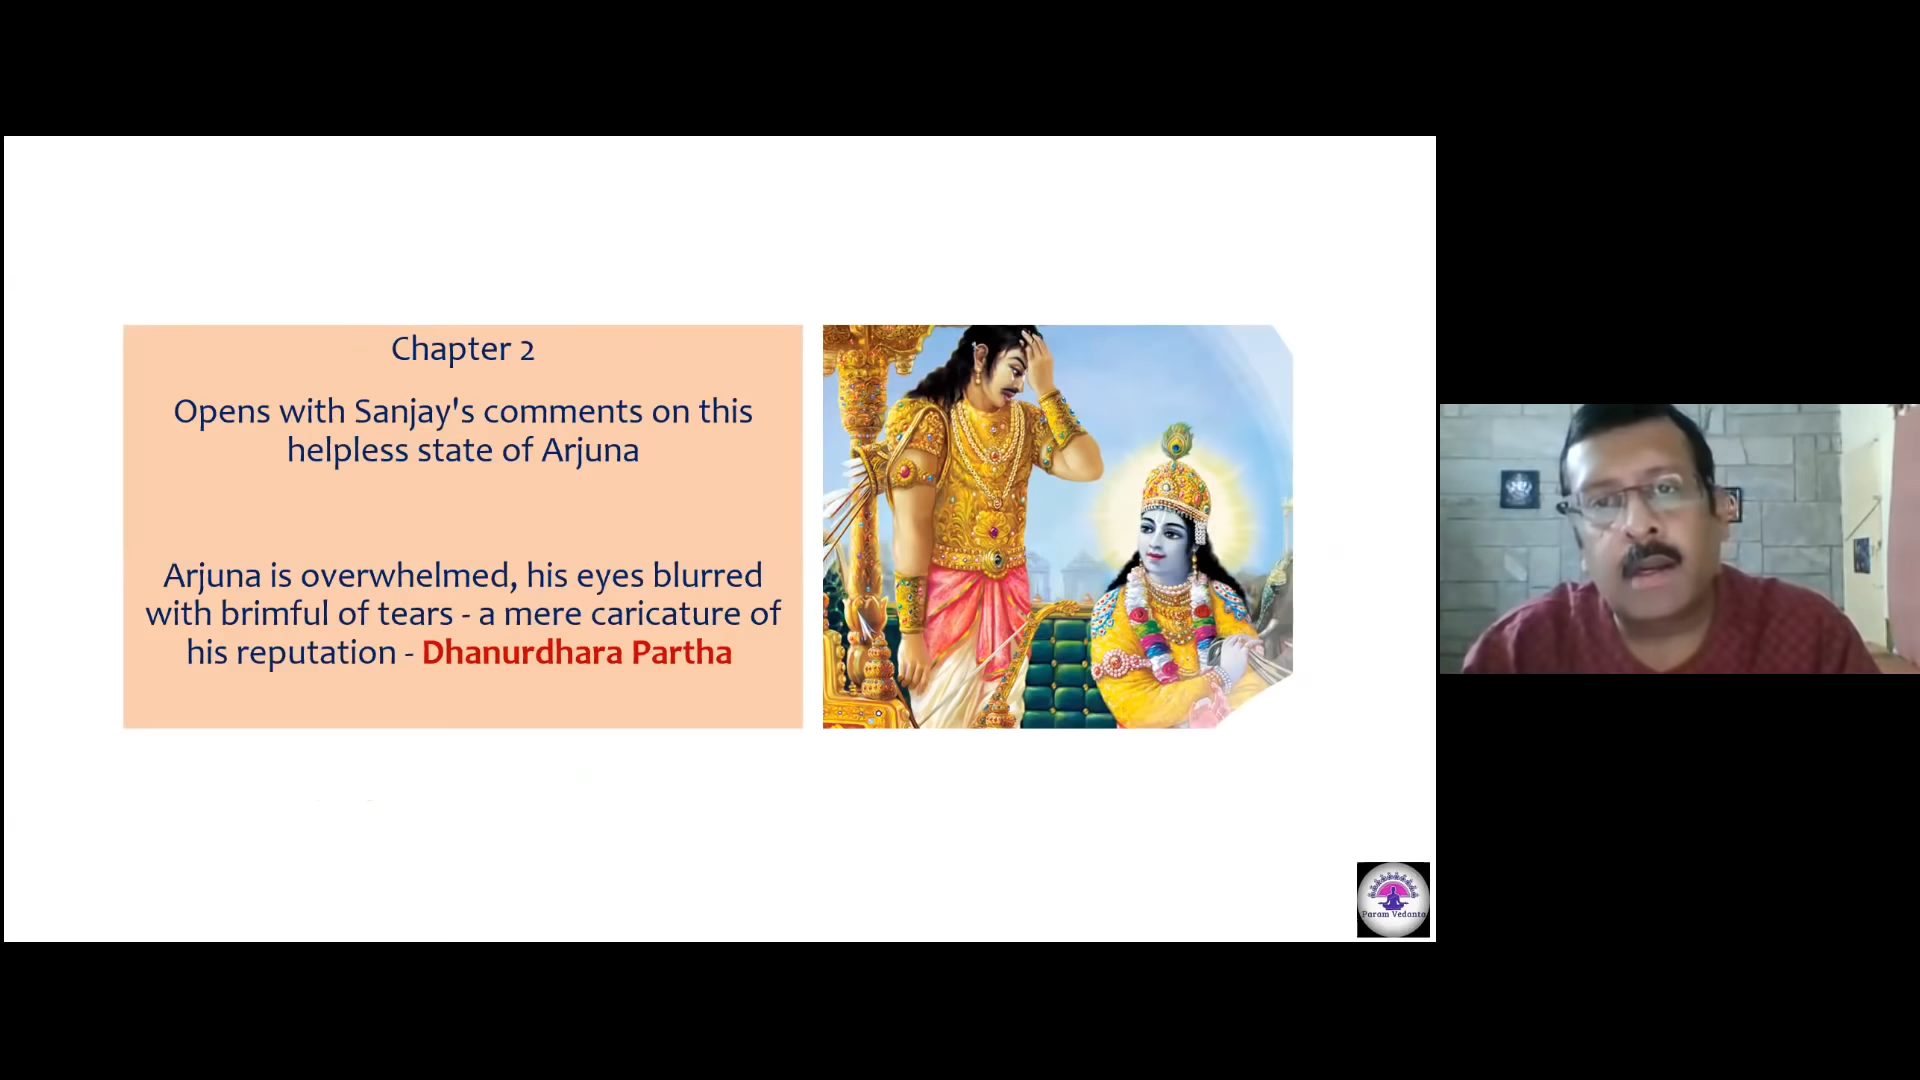 Chapter 2
Opens with Sanjay's comments on this
helpless state of Arjuna
Arjuna is overwhelmed, his eyes blurred
with brimful of tears - a mere caricature of
his reputation - Dhanurdhara Partha
Param Vedanta